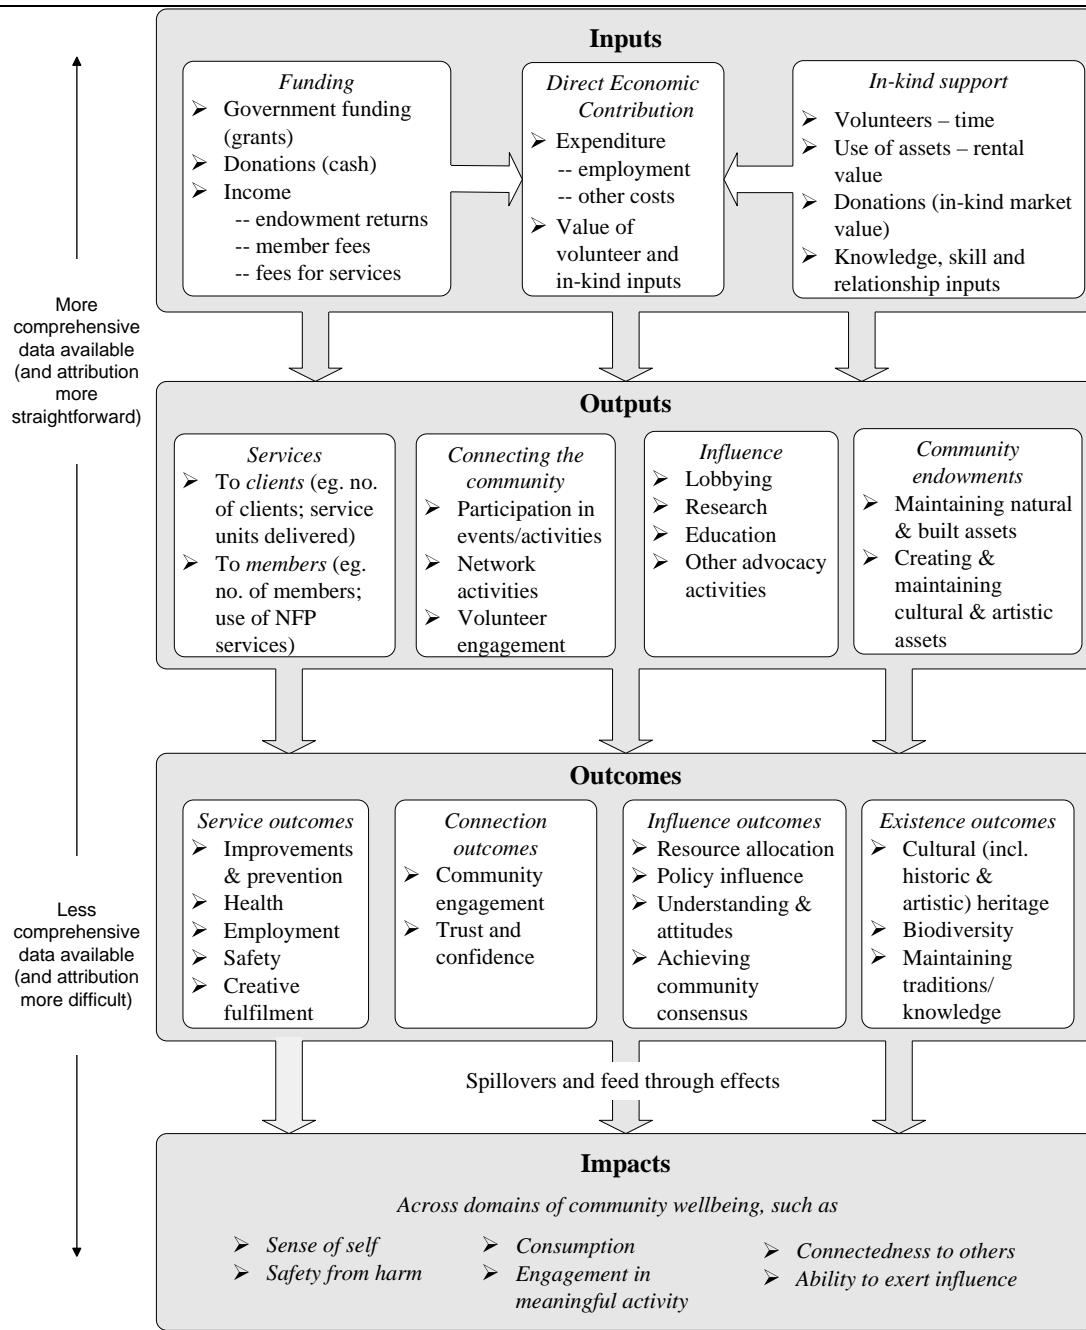 Inputs
Funding
➢ Government funding
(grants)
➢ Donations (cash)
➢ Income
-- endowment returns
-- member fees
-- fees for services
Direct Economic
Contribution
➢ Expenditure
-- employment
-- other costs
➢ Value of
volunteer and
in-kind inputs
In-kind support
➢ Volunteers – time
➢ Use of assets – rental
value
➢ Donations (in-kind market
value)
➢ Knowledge, skill and
relationship inputs
More
comprehensive
data available
(and attribution
more
straightforward)
Outputs
Services
➢ To clients (eg. no.
of clients; service
units delivered)
➢ To members (eg.
no. of members;
use of NFP
services)
Connecting the
community
➢ Participation in
events/activities
➢ Network
activities
➢ Volunteer
engagement
Influence
➢ Lobbying
➢ Research
➢ Education
➢ Other advocacy
activities
Community
endowments
➢ Maintaining natural
& built assets
➢ Creating &
maintaining
cultural & artistic
assets
Outcomes
Service outcomes
➢ Improvements
& prevention
➢ Health
➢ Employment
➢ Safety
➢ Creative
fulfilment
Connection
outcomes
➢ Community
engagement
➢ Trust and
confidence
Influence outcomes
➢ Resource allocation
➢ Policy influence
➢ Understanding &
attitudes
➢ Achieving
community
consensus
Existence outcomes
➢ Cultural (incl.
historic &
artistic) heritage
➢ Biodiversity
➢ Maintaining
traditions/
knowledge
Less
comprehensive
data available
(and attribution
more difficult)
Spillovers and feed through effects
Impacts
Across domains of community wellbeing, such as
➢ Sense of self
➢ Safety from harm
➢ Consumption
➢ Engagement in
meaningful activity
➢ Connectedness to others
➢ Ability to exert influence